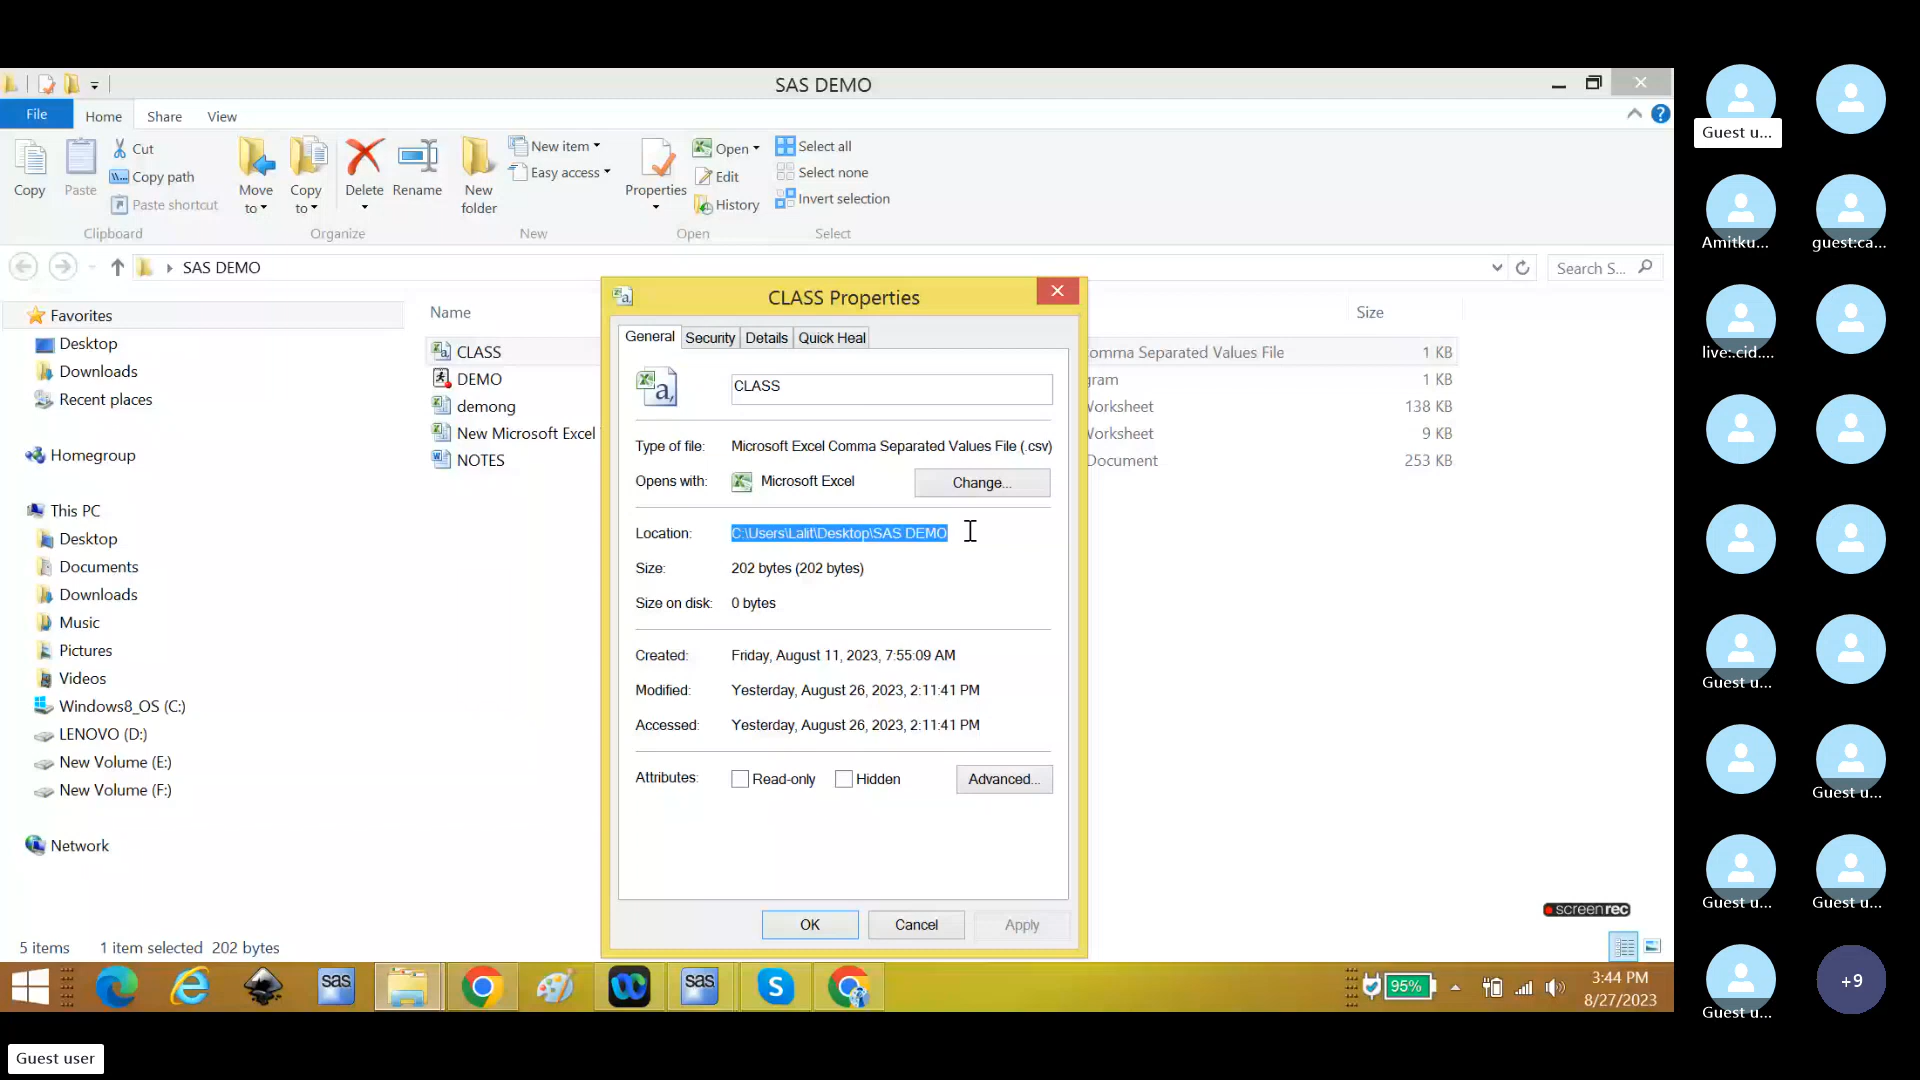 SAS DEMO
File Home Share View
Copy
Paste
Cut
Copy path
Paste shortcut
Clipboard
Move to
Copy to
Delete
Rename
Organize
New folder
New item
Easy access
New
Properties
Open
Edit
History
Open
Select all
Select none
Invert selection
Select
SAS DEMO
Search S...
Favorites
Desktop
Downloads
Recent places
Homegroup
This PC
Desktop
Documents
Downloads
Music
Pictures
Videos
Windows8_OS (C:)
LENOVO (D:)
New Volume (E:)
New Volume (F:)
Network
Name Size
CLASS omma Separated Values File 1 KB
DEMO gram 1 KB
demong Worksheet 138 KB
New Microsoft Excel Worksheet 9 KB
NOTES Document 253 KB
CLASS Properties
General Security Details Quick Heal
CLASS
Type of file: Microsoft Excel Comma Separated Values File (.csv)
Opens with: Microsoft Excel Change...
Location: C:\Users\Lalit\Desktop\SAS DEMO
Size: 202 bytes (202 bytes)
Size on disk: 0 bytes
Created: Friday, August 11, 2023, 7:55:09 AM
Modified: Yesterday, August 26, 2023, 2:11:41 PM
Accessed: Yesterday, August 26, 2023, 2:11:41 PM
Attributes: Read-only Hidden Advanced...
OK Cancel Apply
screenrec
5 items 1 item selected 202 bytes
sas
sas
95%
3:44 PM
8/27/2023
Guest u...
Amitku... guest:ca...
live:.cid....
Guest u...
Guest u...
Guest u... Guest u...
+9
Guest u...
Guest user